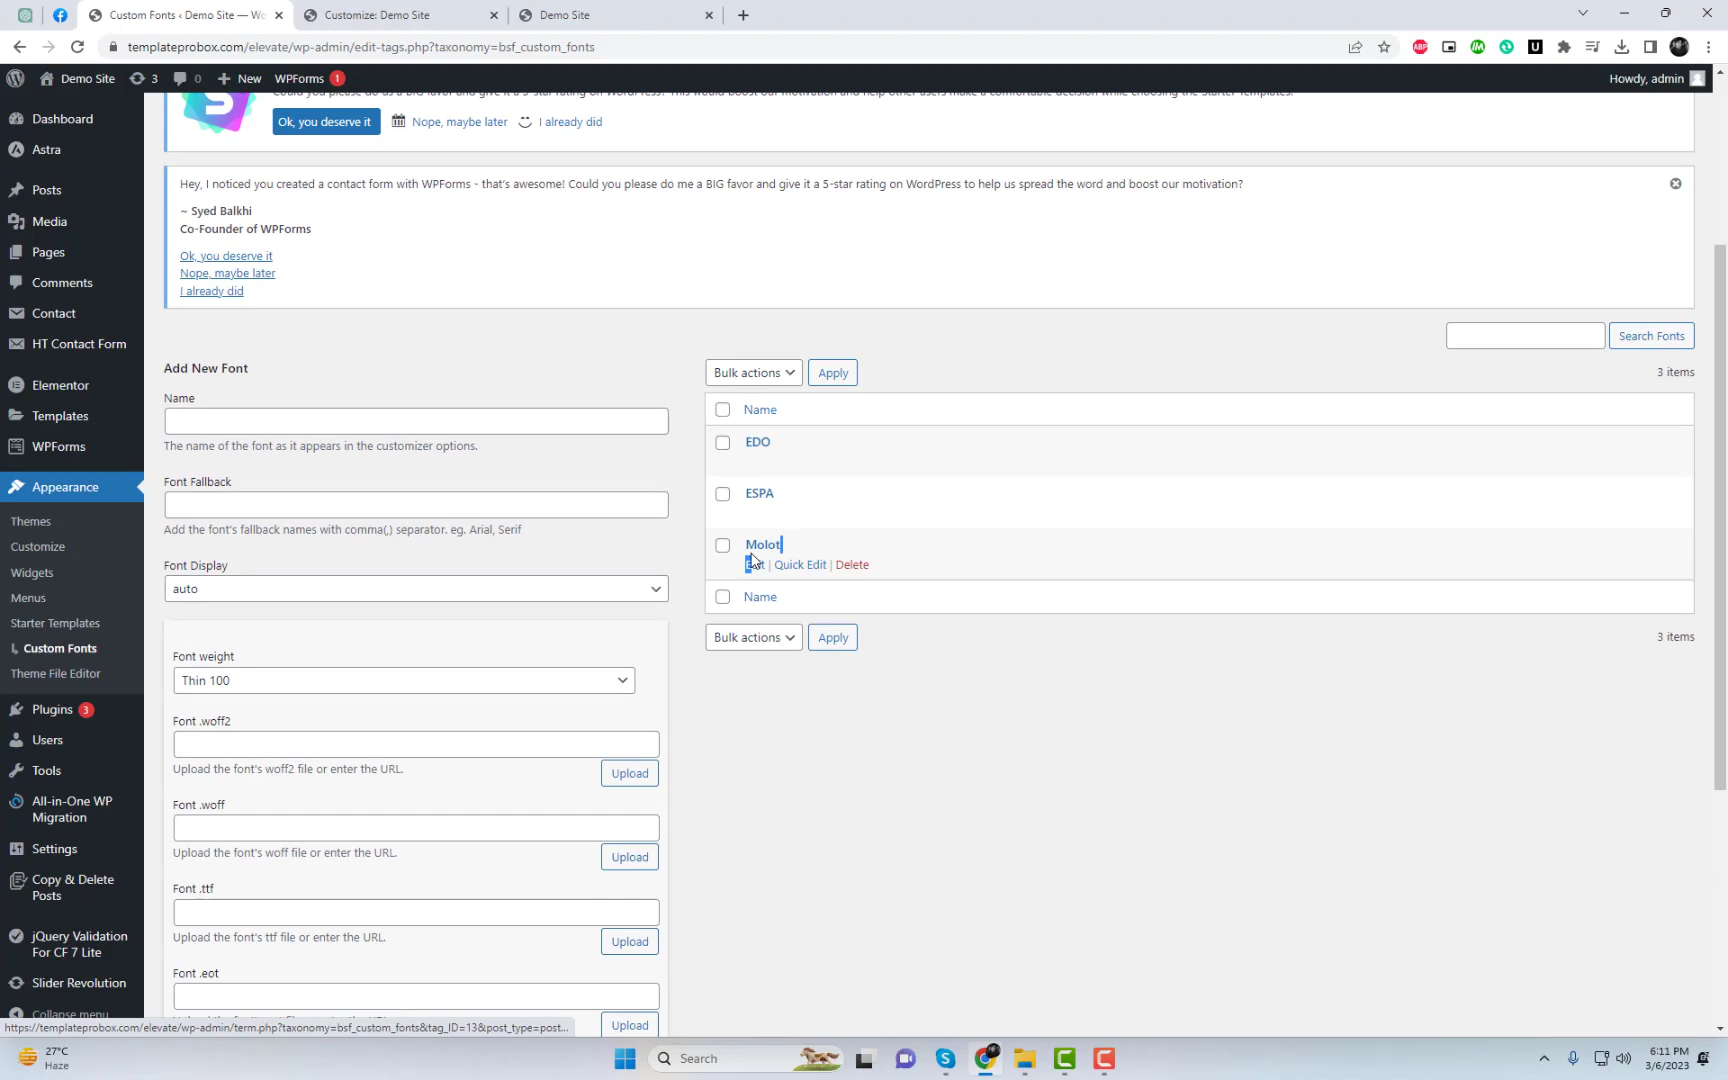 Custom Fonts ‹ Demo Site — Wo
Customize: Demo Site
Demo Site
templateprobox.com/elevate/wp-admin/edit-tags.php?taxonomy=bsf_custom_fonts
ABP
U
Demo Site
3
0
New
WPForms 1
Howdy, admin
Could you please do us a BIG favor and give it a 5-star rating on WordPress? This would boost our motivation and help other users make a comfortable decision while choosing the Starter Templates.
Ok, you deserve it
Nope, maybe later
I already did
Hey, I noticed you created a contact form with WPForms - that's awesome! Could you please do me a BIG favor and give it a 5-star rating on WordPress to help us spread the word and boost our motivation?
~ Syed Balkhi
Co-Founder of WPForms
Ok, you deserve it
Nope, maybe later
I already did
Dashboard
Astra
Posts
Media
Pages
Comments
Contact
HT Contact Form
Elementor
Templates
WPForms
Appearance
Themes
Customize
Widgets
Menus
Starter Templates
Custom Fonts
Theme File Editor
Plugins 3
Users
Tools
All-in-One WP
Migration
Settings
Copy & Delete
Posts
jQuery Validation
For CF 7 Lite
Slider Revolution
Collapse menu
Search Fonts
Add New Font
Name
The name of the font as it appears in the customizer options.
Font Fallback
Add the font's fallback names with comma(,) separator. eg. Arial, Serif
Font Display
auto
Font weight
Thin 100
Font .woff2
Upload the font's woff2 file or enter the URL.
Upload
Font .woff
Upload the font's woff file or enter the URL.
Upload
Font .ttf
Upload the font's ttf file or enter the URL.
Upload
Font .eot
Upload
Bulk actions
Apply
3 items
Name
EDO
ESPA
Molot
Edit | Quick Edit | Delete
Name
Bulk actions
Apply
3 items
https://templateprobox.com/elevate/wp-admin/term.php?taxonomy=bsf_custom_fonts&tag_ID=13&post_type=post...
27°C
Haze
Search
6:11 PM
3/6/2023